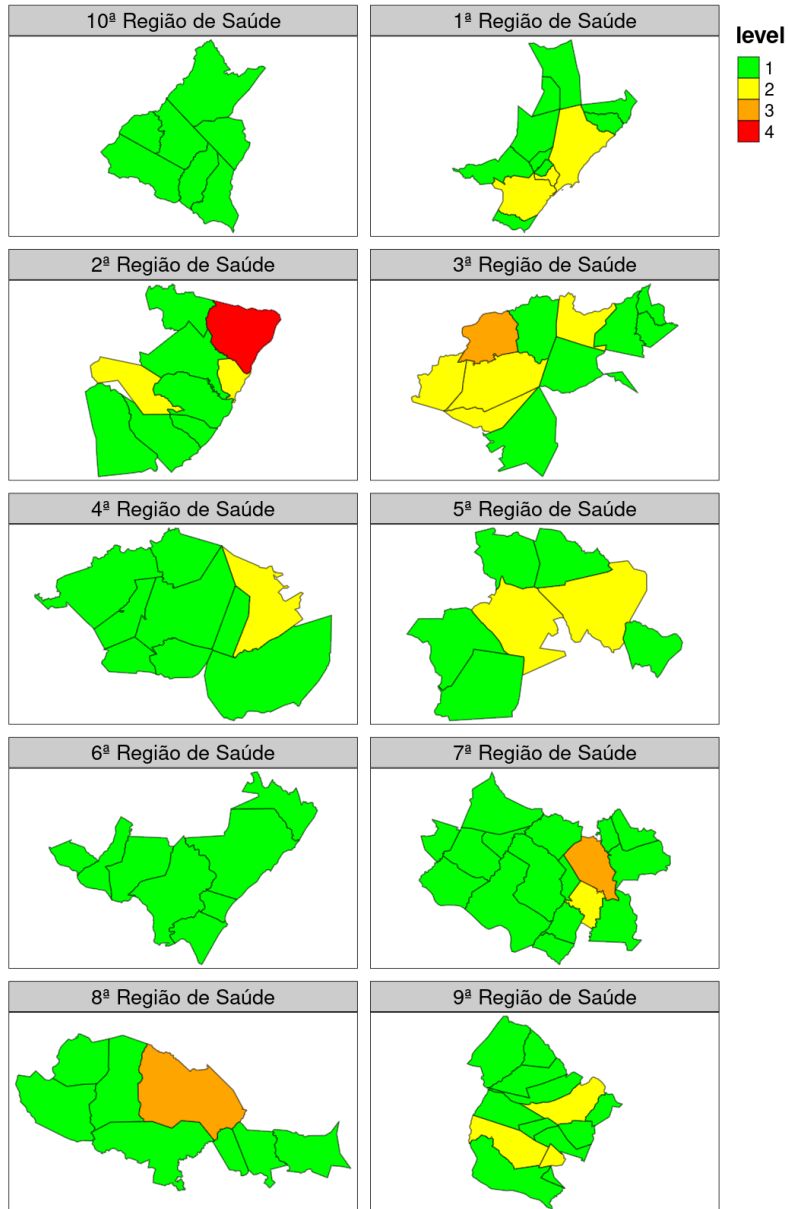 10ª Região de Saúde
1ª Região de Saúde
level
1
2
3
4
2ª Região de Saúde
3ª Região de Saúde
4ª Região de Saúde
5ª Região de Saúde
6ª Região de Saúde
7ª Região de Saúde
8ª Região de Saúde
9ª Região de Saúde